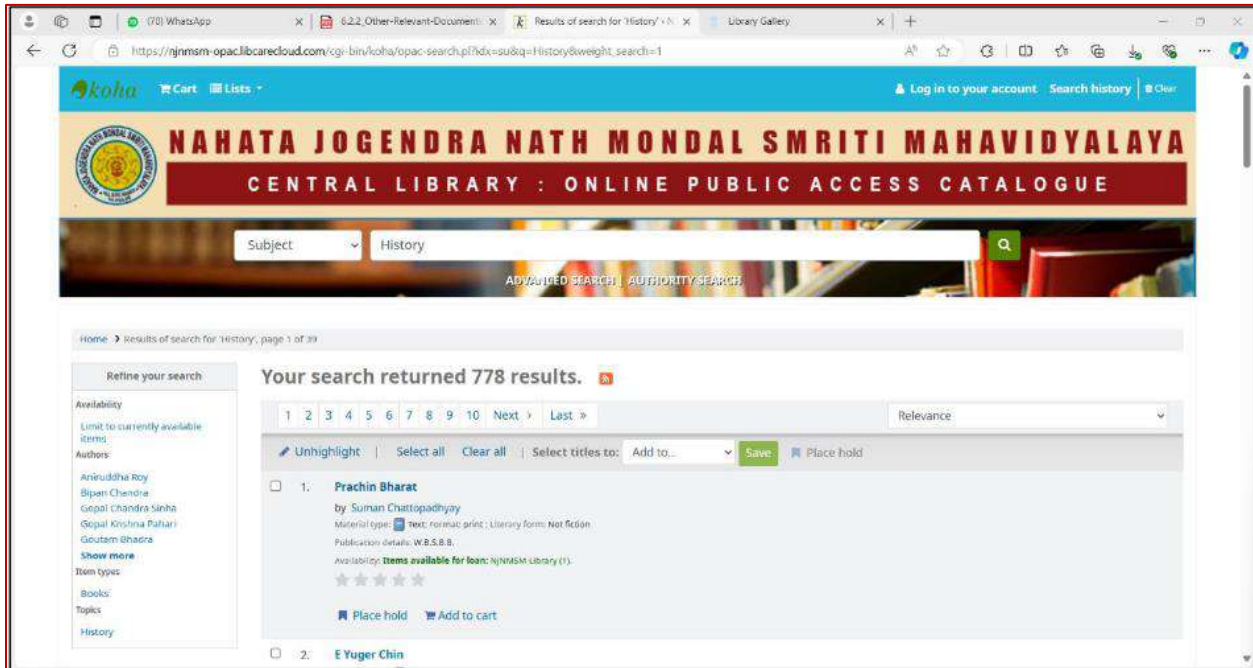 (70) WhatsApp
6.2.2_Other-Relevant-Document
Results of search for 'History' › N
Library Gallery
https://njnmsm-opac.libcarecloud.com/cgi-bin/koha/opac-search.pl?idx=su&q=History&weight_search=1
koha Cart Lists
Log in to your account Search history Clear
NAHATA JOGENDRA NATH MONDAL SMRITI MAHAVIDYALAYA
CENTRAL LIBRARY : ONLINE PUBLIC ACCESS CATALOGUE
Subject History
ADVANCED SEARCH | AUTHORITY SEARCH
Home Results of search for 'History', page 1 of 39
Refine your search
Availability
Limit to currently available
items
Authors
Aniruddha Roy
Bipan Chandra
Gopal Chandra Sinha
Gopal Krishna Pahari
Goutam Bhadra
Show more
Item types
Books
Topics
History
Your search returned 778 results.
1 2 3 4 5 6 7 8 9 10 Next › Last »
Relevance
Unhighlight | Select all Clear all | Select titles to: Add to... Save Place hold
1. Prachin Bharat
by Suman Chattopadhyay
Material type: Text; Format: print ; Literary form: Not fiction
Publication details: W.B.S.B.B.
Availability: Items available for loan: NJNMSM Library (1).
Place hold Add to cart
2. E Yuger Chin